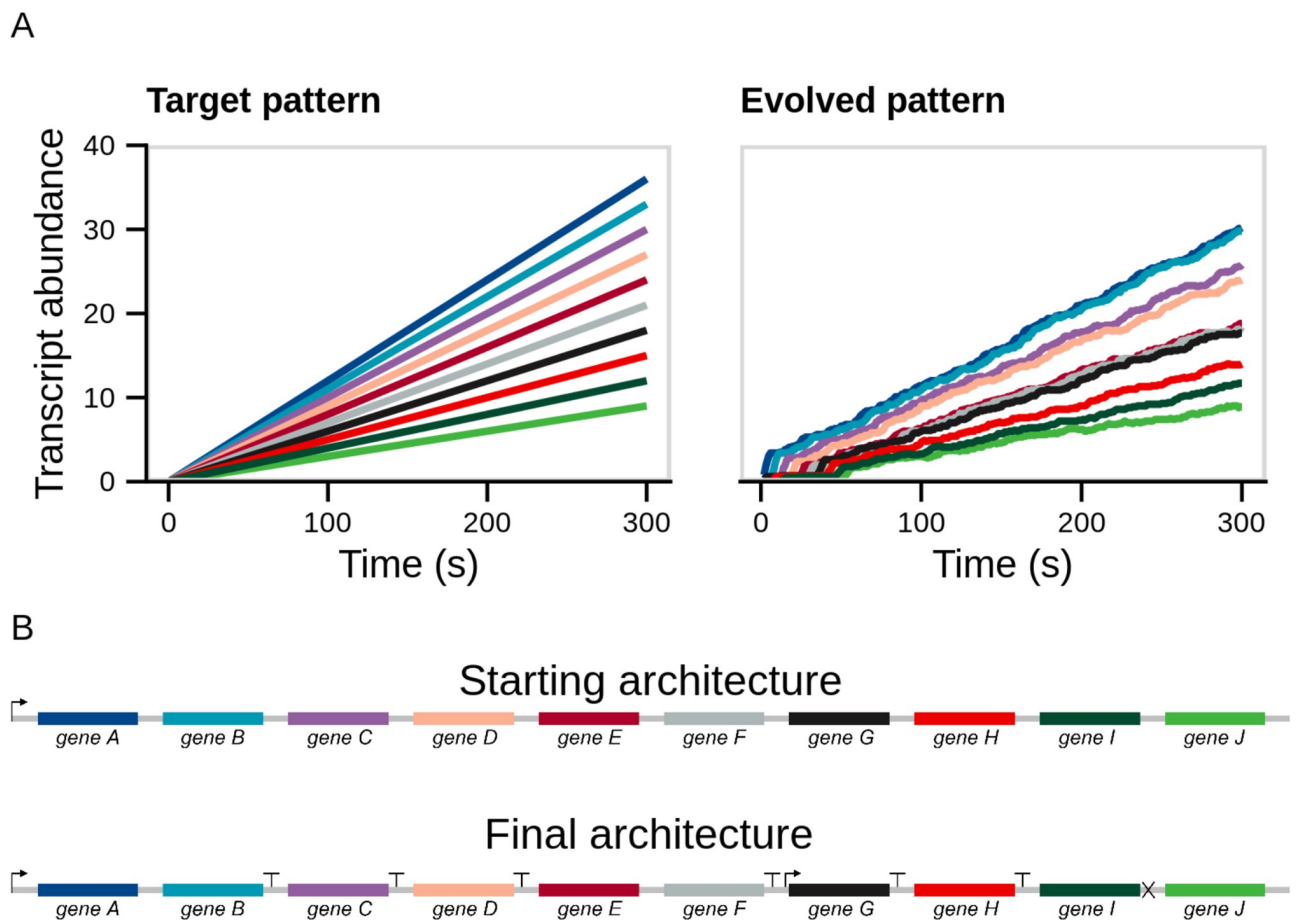 A
Target pattern
Evolved pattern
Transcript abundance
40
30
20
10
0
0 100 200 300
0 100 200 300
Time (s)
Time (s)
B
Starting architecture
gene A gene B gene C gene D gene E gene F gene G gene H gene I gene J
Final architecture
gene A gene B gene C gene D gene E gene F gene G gene H gene I gene J